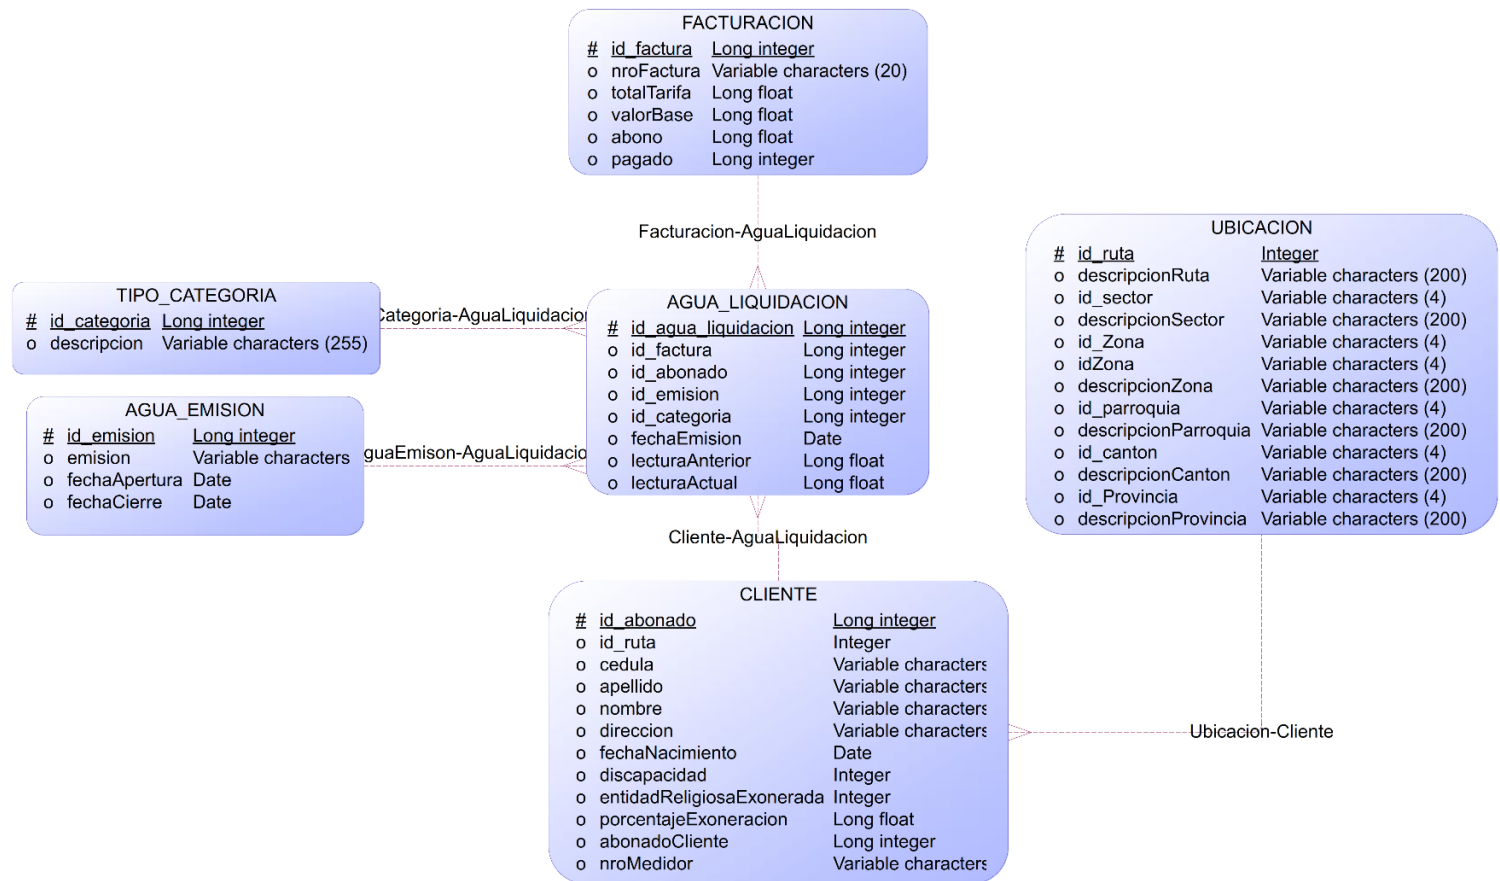 FACTURACION
# id_factura Long integer
o nroFactura Variable characters (20)
o totalTarifa Long float
o valorBase Long float
o abono Long float
o pagado Long integer
Facturacion-AguaLiquidacion
UBICACION
# id_ruta Integer
o descripcionRuta Variable characters (200)
o id_sector Variable characters (4)
o descripcionSector Variable characters (200)
o id_Zona Variable characters (4)
o idZona Variable characters (4)
o descripcionZona Variable characters (200)
o id_parroquia Variable characters (4)
o descripcionParroquia Variable characters (200)
o id_canton Variable characters (4)
o descripcionCanton Variable characters (200)
o id_Provincia Variable characters (4)
o descripcionProvincia Variable characters (200)
TIPO_CATEGORIA
# id_categoria Long integer
o descripcion Variable characters (255)
Categoria-AguaLiquidacion
AGUA_LIQUIDACION
# id_agua_liquidacion Long integer
o id_factura Long integer
o id_abonado Long integer
o id_emision Long integer
o id_categoria Long integer
o fechaEmision Date
o lecturaAnterior Long float
o lecturaActual Long float
AGUA_EMISION
# id_emision Long integer
o emision Variable characters
o fechaApertura Date
o fechaCierre Date
guaEmison-AguaLiquidacio
Cliente-AguaLiquidacion
CLIENTE
# id_abonado Long integer
o id_ruta Integer
o cedula Variable characters
o apellido Variable characters
o nombre Variable characters
o direccion Variable characters
o fechaNacimiento Date
o discapacidad Integer
o entidadReligiosaExonerada Integer
o porcentajeExoneracion Long float
o abonadoCliente Long integer
o nroMedidor Variable characters
Ubicacion-Cliente